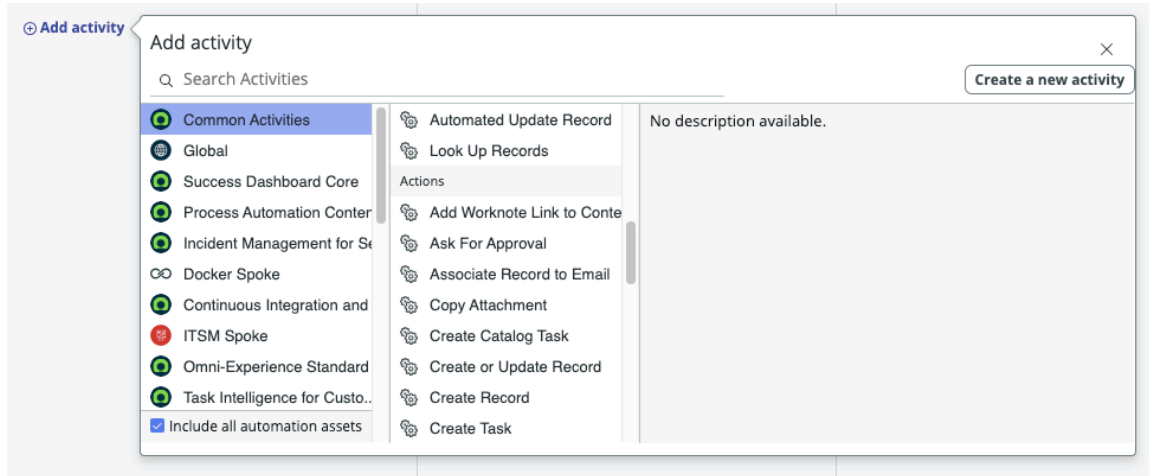 Add activity
Add activity
Search Activities
Create a new activity
Common Activities
Global
Success Dashboard Core
Process Automation Conten
Incident Management for Se
Docker Spoke
Continuous Integration and
ITSM Spoke
Omni-Experience Standard
Task Intelligence for Custo...
Include all automation assets
Automated Update Record
Look Up Records
Actions
Add Worknote Link to Conte
Ask For Approval
Associate Record to Email
Copy Attachment
Create Catalog Task
Create or Update Record
Create Record
Create Task
No description available.